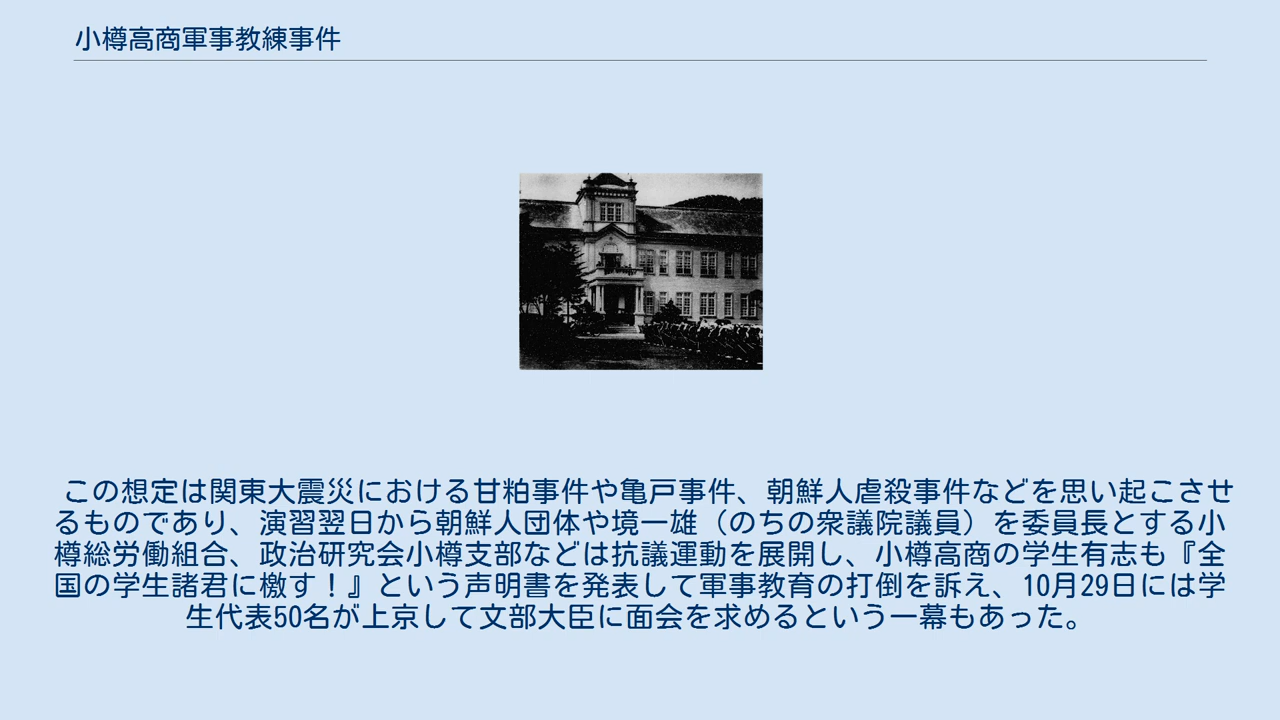 小樽高商軍事教練事件
この想定は関東大震災における甘粕事件や亀戸事件、朝鮮人虐殺事件などを思い起こさせ
るものであり、演習翌日から朝鮮人団体や境一雄（のちの衆議院議員）を委員長とする小
樽総労働組合、政治研究会小樽支部などは抗議運動を展開し、小樽高商の学生有志も『全
国の学生諸君に檄す！』という声明書を発表して軍事教育の打倒を訴え、10月29日には学
生代表50名が上京して文部大臣に面会を求めるという一幕もあった。